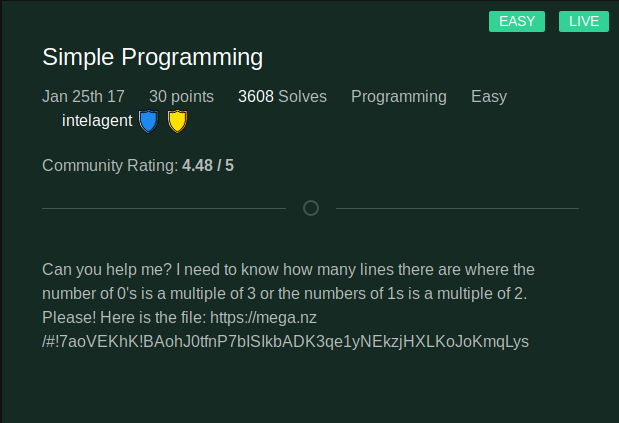 EASY LIVE
Simple Programming
Jan 25th 17 30 points 3608 Solves Programming Easy
intelagent
Community Rating: 4.48 / 5
Can you help me? I need to know how many lines there are where the
number of 0's is a multiple of 3 or the numbers of 1s is a multiple of 2.
Please! Here is the file: https://mega.nz
/#!7aoVEKhK!BAohJ0tfnP7bISIkbADK3qe1yNEkzjHXLKoJoKmqLys